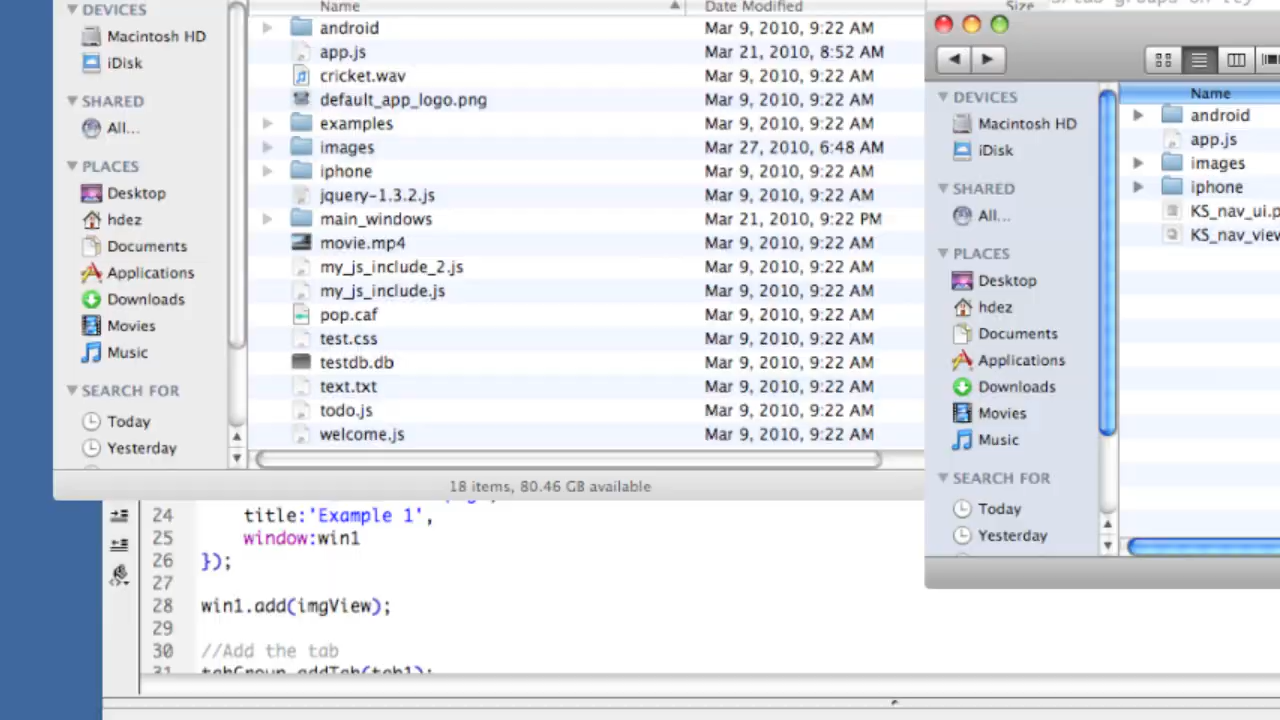 DEVICES
Macintosh HD
iDisk
SHARED
All...
PLACES
Desktop
hdez
Documents
Applications
Downloads
Movies
Music
SEARCH FOR
Today
Yesterday
Name Date Modified Size
android Mar 9, 2010, 9:22 AM
app.js Mar 21, 2010, 8:52 AM
cricket.wav Mar 9, 2010, 9:22 AM
default_app_logo.png Mar 9, 2010, 9:22 AM
examples Mar 9, 2010, 9:22 AM
images Mar 27, 2010, 6:48 AM
iphone Mar 9, 2010, 9:22 AM
jquery-1.3.2.js Mar 9, 2010, 9:22 AM
main_windows Mar 21, 2010, 9:22 PM
movie.mp4 Mar 9, 2010, 9:22 AM
my_js_include_2.js Mar 9, 2010, 9:22 AM
my_js_include.js Mar 9, 2010, 9:22 AM
pop.caf Mar 9, 2010, 9:22 AM
test.css Mar 9, 2010, 9:22 AM
testdb.db Mar 9, 2010, 9:22 AM
text.txt Mar 9, 2010, 9:22 AM
todo.js Mar 9, 2010, 9:22 AM
welcome.js Mar 9, 2010, 9:22 AM
18 items, 80.46 GB available
DEVICES
Macintosh HD
iDisk
SHARED
All...
PLACES
Desktop
hdez
Documents
Applications
Downloads
Movies
Music
SEARCH FOR
Today
Yesterday
Name
android
app.js
images
iphone
KS_nav_ui.p
KS_nav_view
24 title:'Example 1',
25 window:win1
26 });
27
28 win1.add(imgView);
29
30 //Add the tab
31 tabGroup.addTab(tab1);